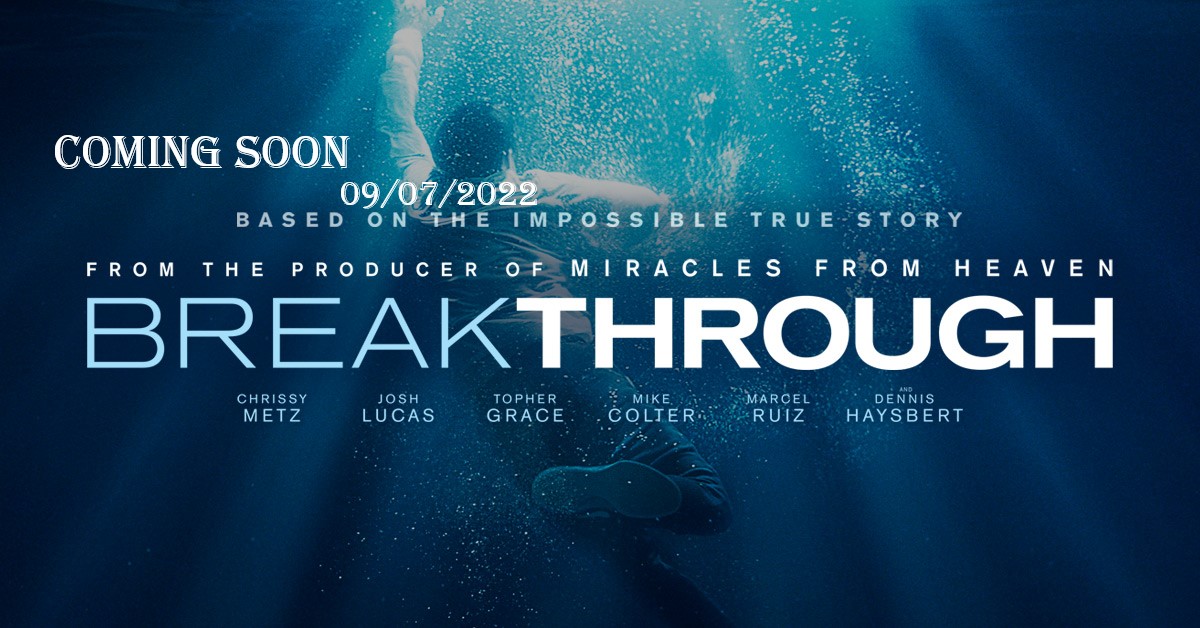 COMING SOON
09/07/2022
BASED ON THE IMPOSSIBLE TRUE STORY
FROM THE PRODUCER OF MIRACLES FROM HEAVEN
BREAKTHROUGH
CHRISSY METZ
JOSH LUCAS
TOPHER GRACE
MIKE COLTER
MARCEL RUIZ
AND DENNIS HAYSBERT